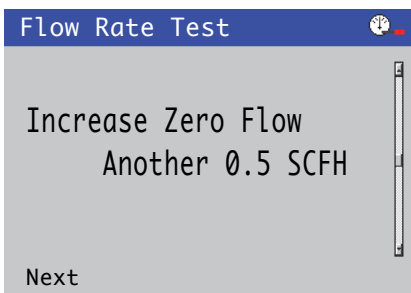 Flow Rate Test
Increase Zero Flow
Another 0.5 SCFH
Next